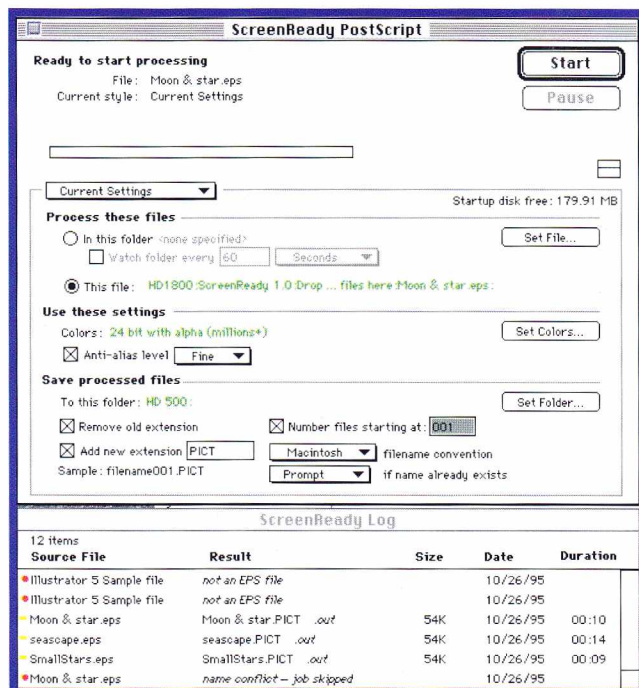 ScreenReady PostScript
Ready to start processing
Start
File: Moon & star.eps
Current style: Current Settings
Pause
Current Settings
Startup disk free: 179.91 MB
Process these files
In this folder <none specified>
Set File...
Watch folder every 60 Seconds
This file: HD1800:ScreenReady 1.0:Drop ... files here:Moon & star.eps:
Use these settings
Colors: 24 bit with alpha (millions+)
Set Colors...
Anti-alias level Fine
Save processed files
To this folder: HD 500:
Set Folder...
Remove old extension
Number files starting at: 001
Add new extension PICT
Macintosh filename convention
Sample: filename001.PICT
Prompt if name already exists
ScreenReady Log
12 items
Source File Result Size Date Duration
Illustrator 5 Sample file not an EPS file 10/26/95
Illustrator 5 Sample file not an EPS file 10/26/95
Moon & star.eps Moon & star.PICT .out 54K 10/26/95 00:10
seascape.eps seascape.PICT .out 54K 10/26/95 00:14
SmallStars.eps SmallStars.PICT .out 54K 10/26/95 00:09
Moon & star.eps name conflict – job skipped 10/26/95